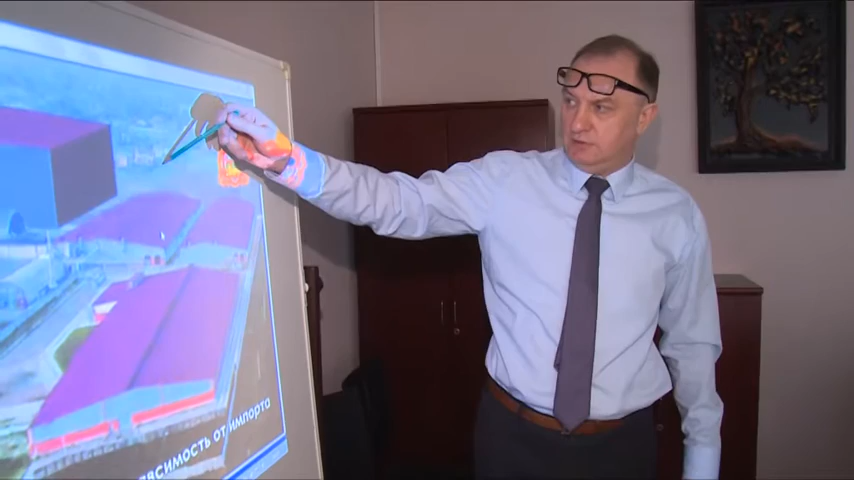 висимость от импорта